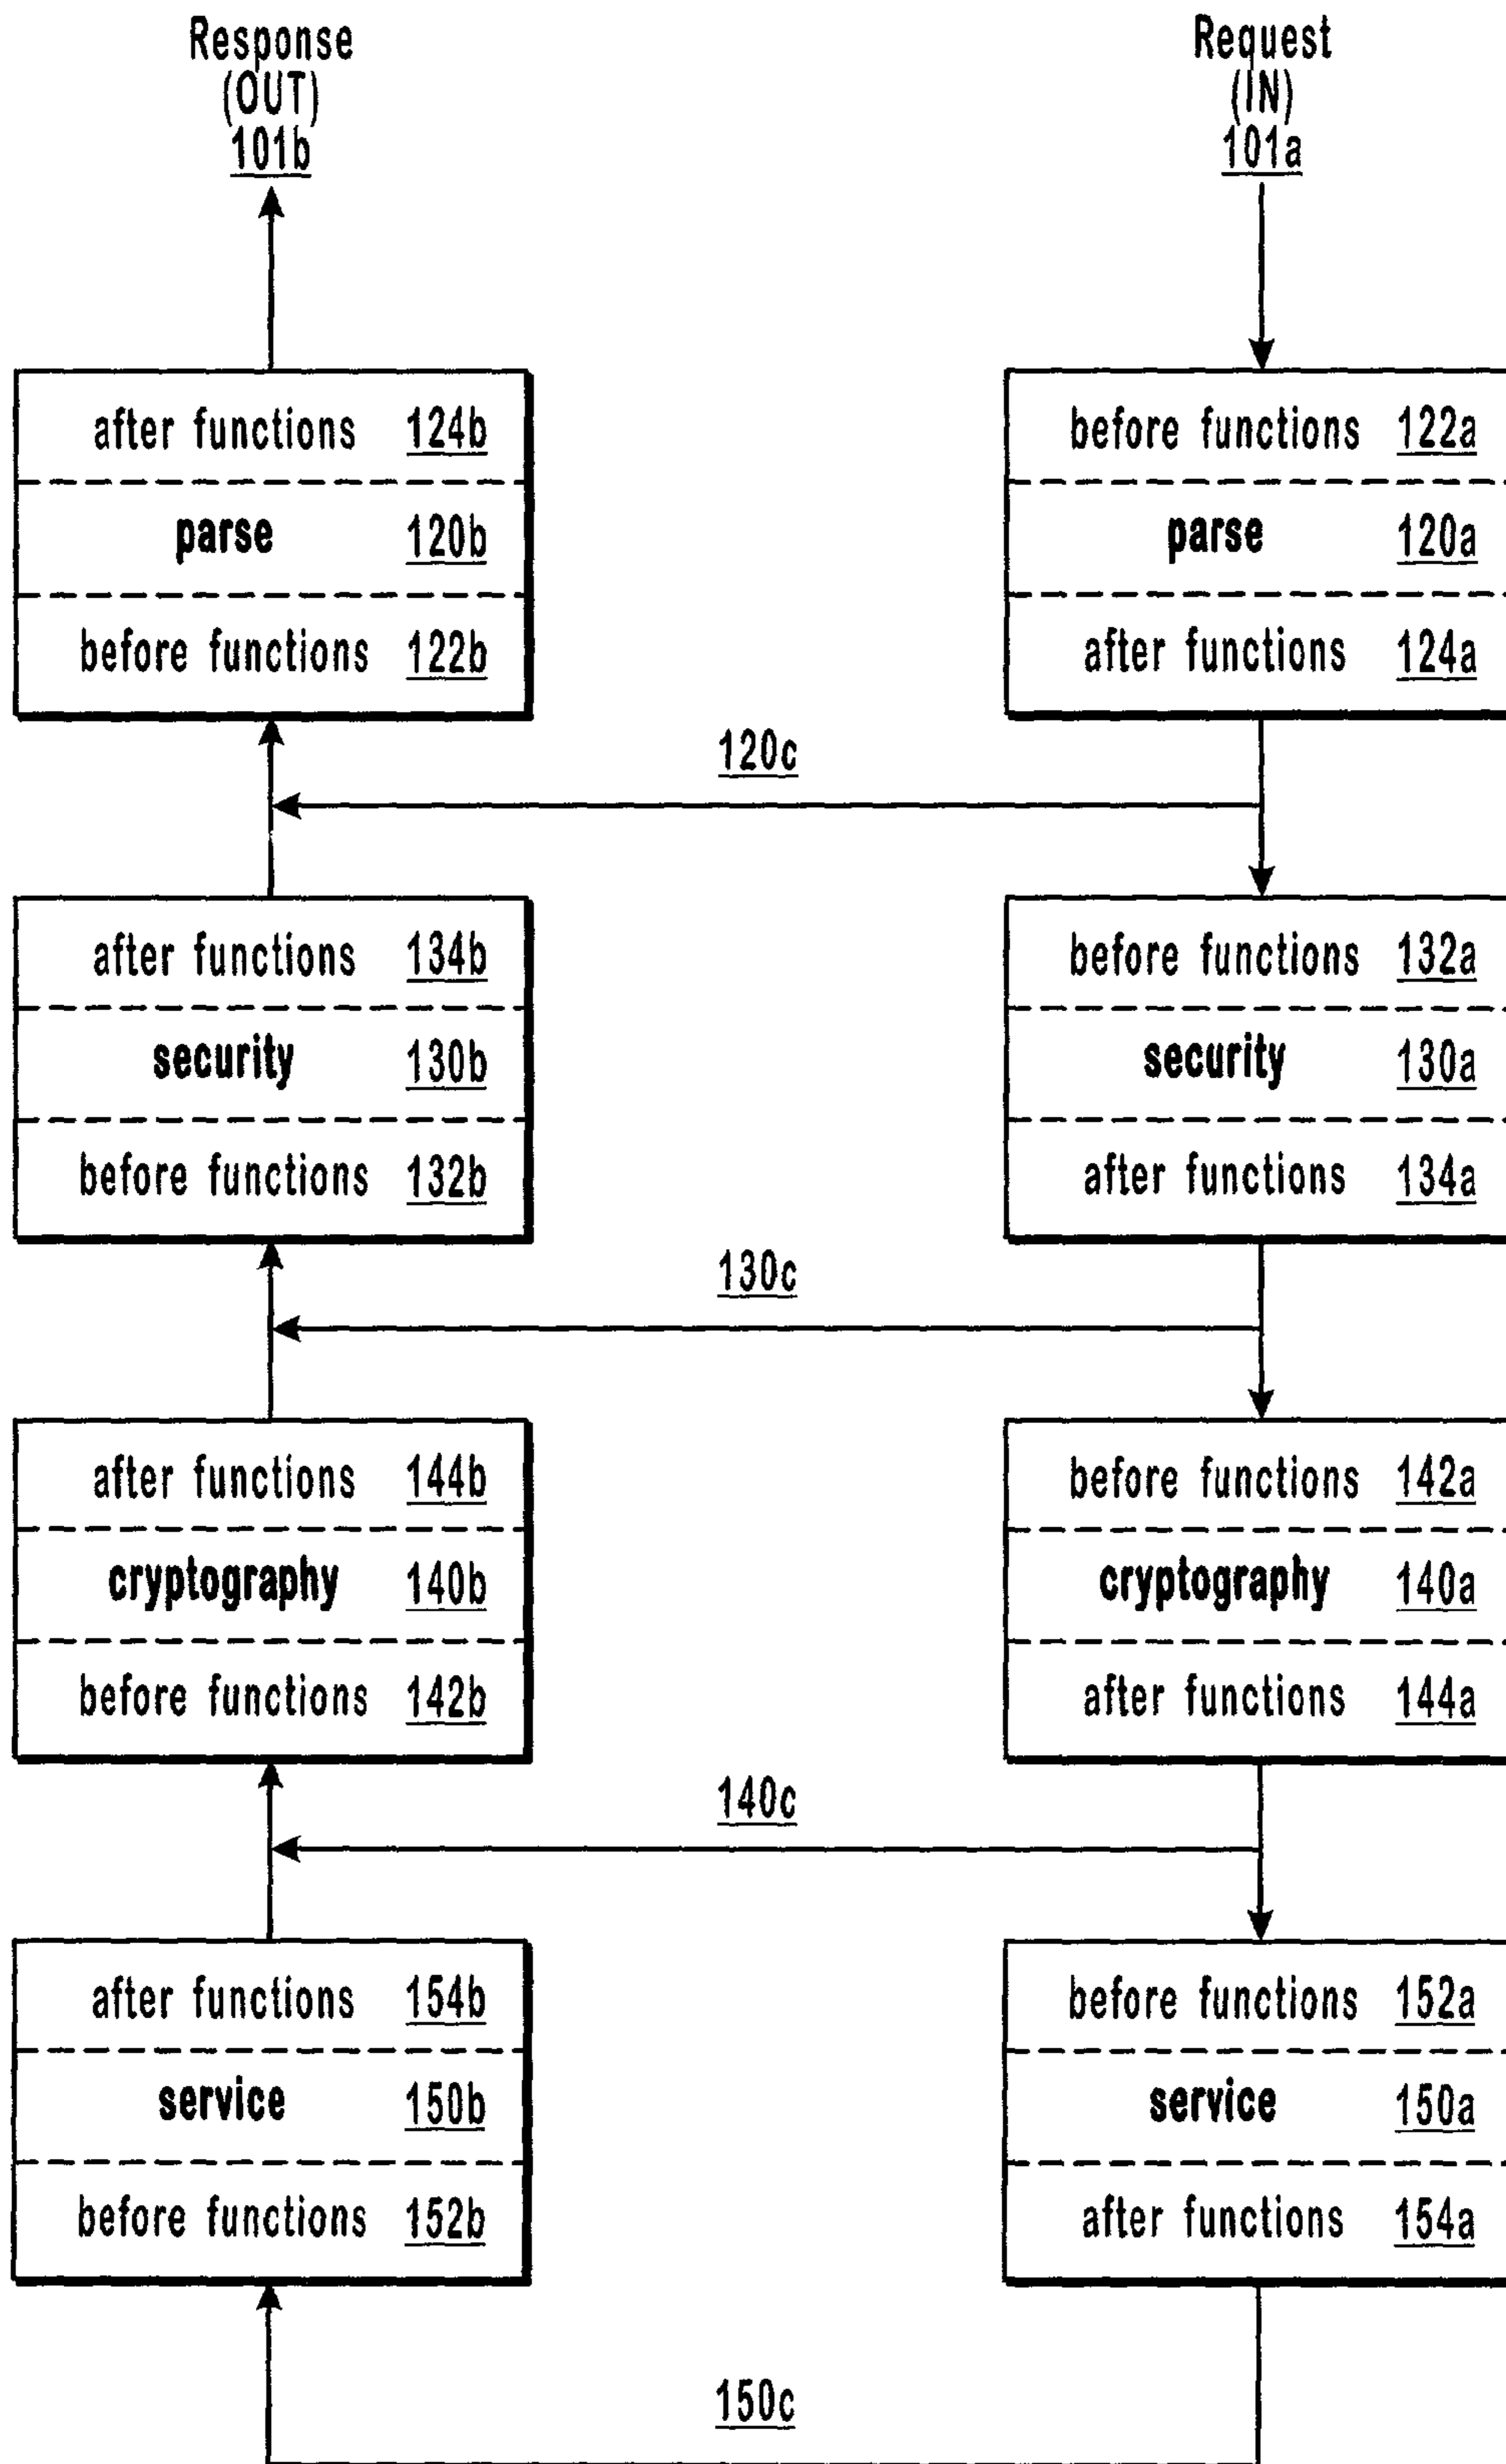 Response
(OUT)
101b
Request
(IN)
101a
after functions 124b
parse 120b
before functions 122b
before functions 122a
parse 120a
after functions 124a
120c
after functions 134b
security 130b
before functions 132b
before functions 132a
security 130a
after functions 134a
130c
after functions 144b
cryptography 140b
before functions 142b
before functions 142a
cryptography 140a
after functions 144a
140c
after functions 154b
service 150b
before functions 152b
before functions 152a
service 150a
after functions 154a
150c